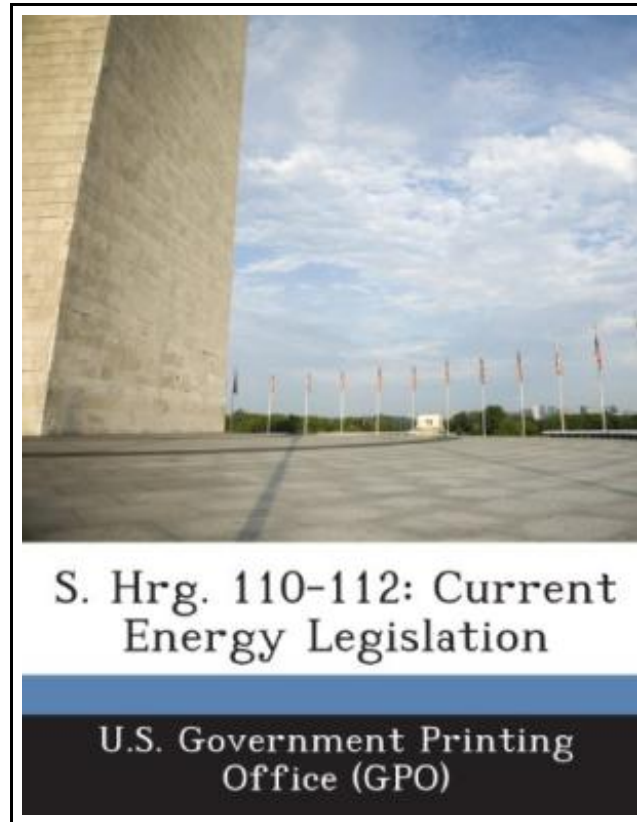 S. Hrg. 110-112: Current
Energy Legislation
U.S. Government Printing
Office (GPO)